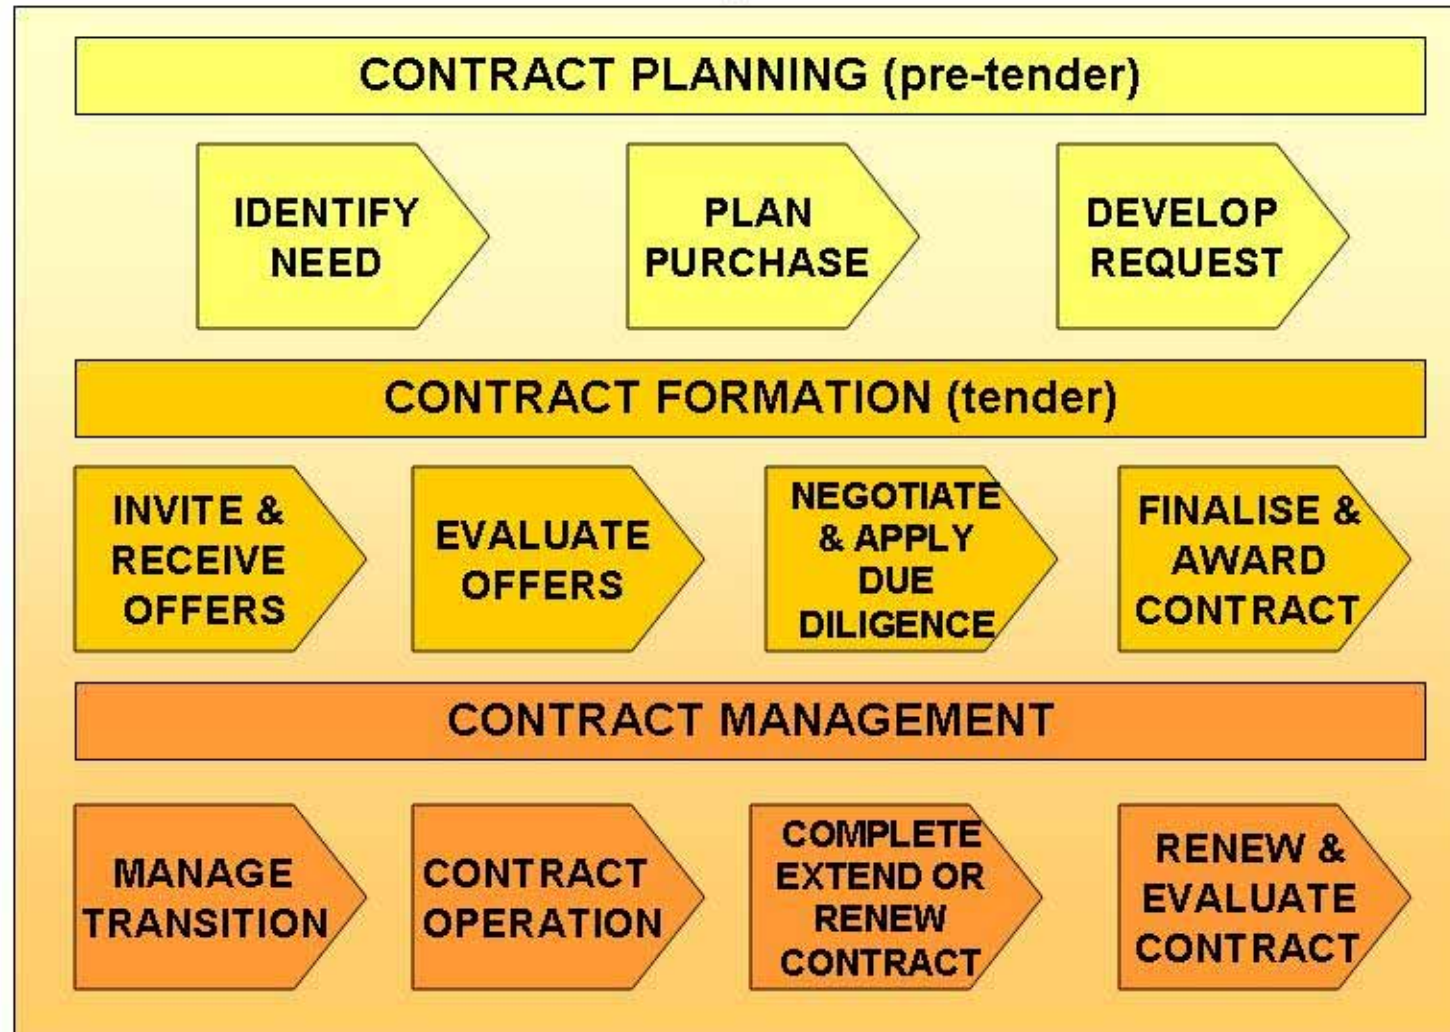 CONTRACT PLANNING (pre-tender)
IDENTIFY
NEED
PLAN
PURCHASE
DEVELOP
REQUEST
CONTRACT FORMATION (tender)
INVITE &
RECEIVE
OFFERS
EVALUATE
OFFERS
NEGOTIATE
& APPLY
DUE
DILIGENCE
FINALISE &
AWARD
CONTRACT
CONTRACT MANAGEMENT
MANAGE
TRANSITION
CONTRACT
OPERATION
COMPLETE
EXTEND OR
RENEW
CONTRACT
RENEW &
EVALUATE
CONTRACT